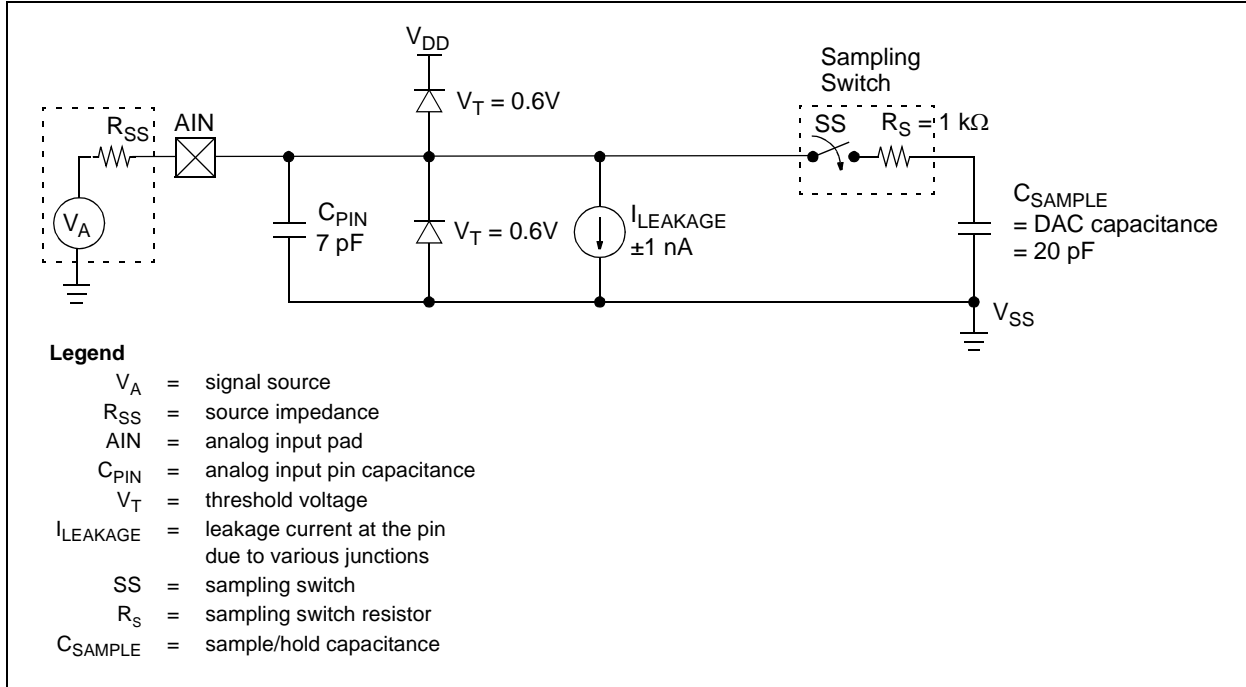 V_DD
Sampling
Switch
V_T = 0.6V
R_SS
AIN
SS
R_S = 1 kΩ
V_A
C_PIN
7 pF
V_T = 0.6V
I_LEAKAGE
±1 nA
C_SAMPLE
= DAC capacitance
= 20 pF
V_SS
Legend
V_A = signal source
R_SS = source impedance
AIN = analog input pad
C_PIN = analog input pin capacitance
V_T = threshold voltage
I_LEAKAGE = leakage current at the pin
due to various junctions
SS = sampling switch
R_S = sampling switch resistor
C_SAMPLE = sample/hold capacitance